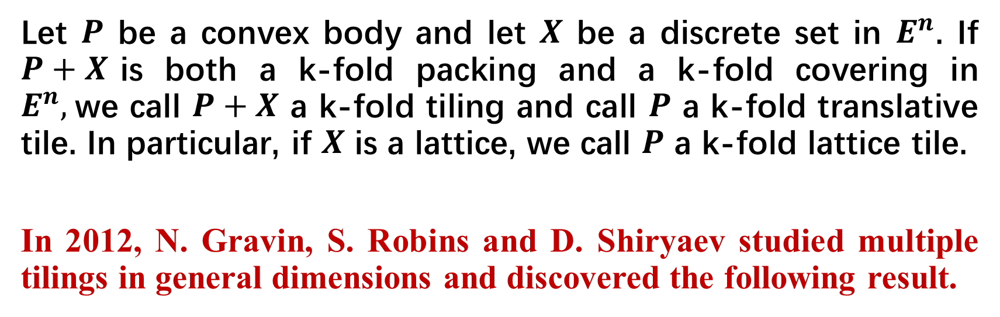 Let P be a convex body and let X be a discrete set in Eⁿ. If
P + X is both a k-fold packing and a k-fold covering in
Eⁿ, we call P + X a k-fold tiling and call P a k-fold translative
tile. In particular, if X is a lattice, we call P a k-fold lattice tile.
In 2012, N. Gravin, S. Robins and D. Shiryaev studied multiple
tilings in general dimensions and discovered the following result.